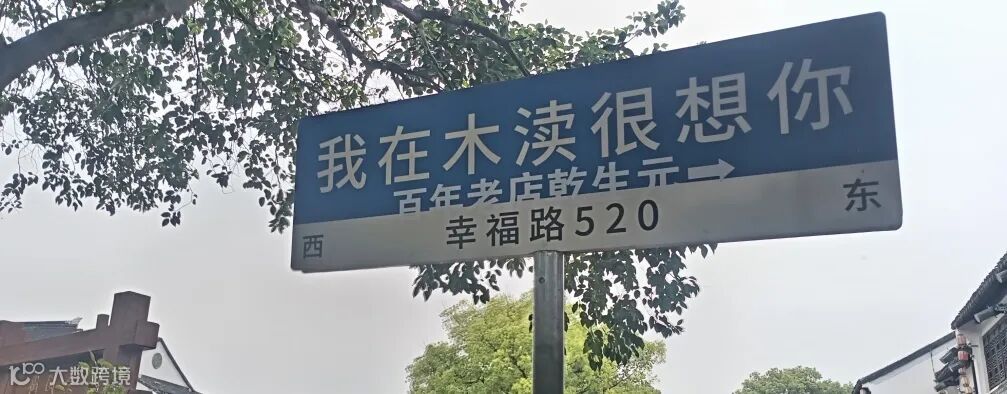 我在木渎很想你
百年老店乾生元→
西 幸福路520 东
大数跨境